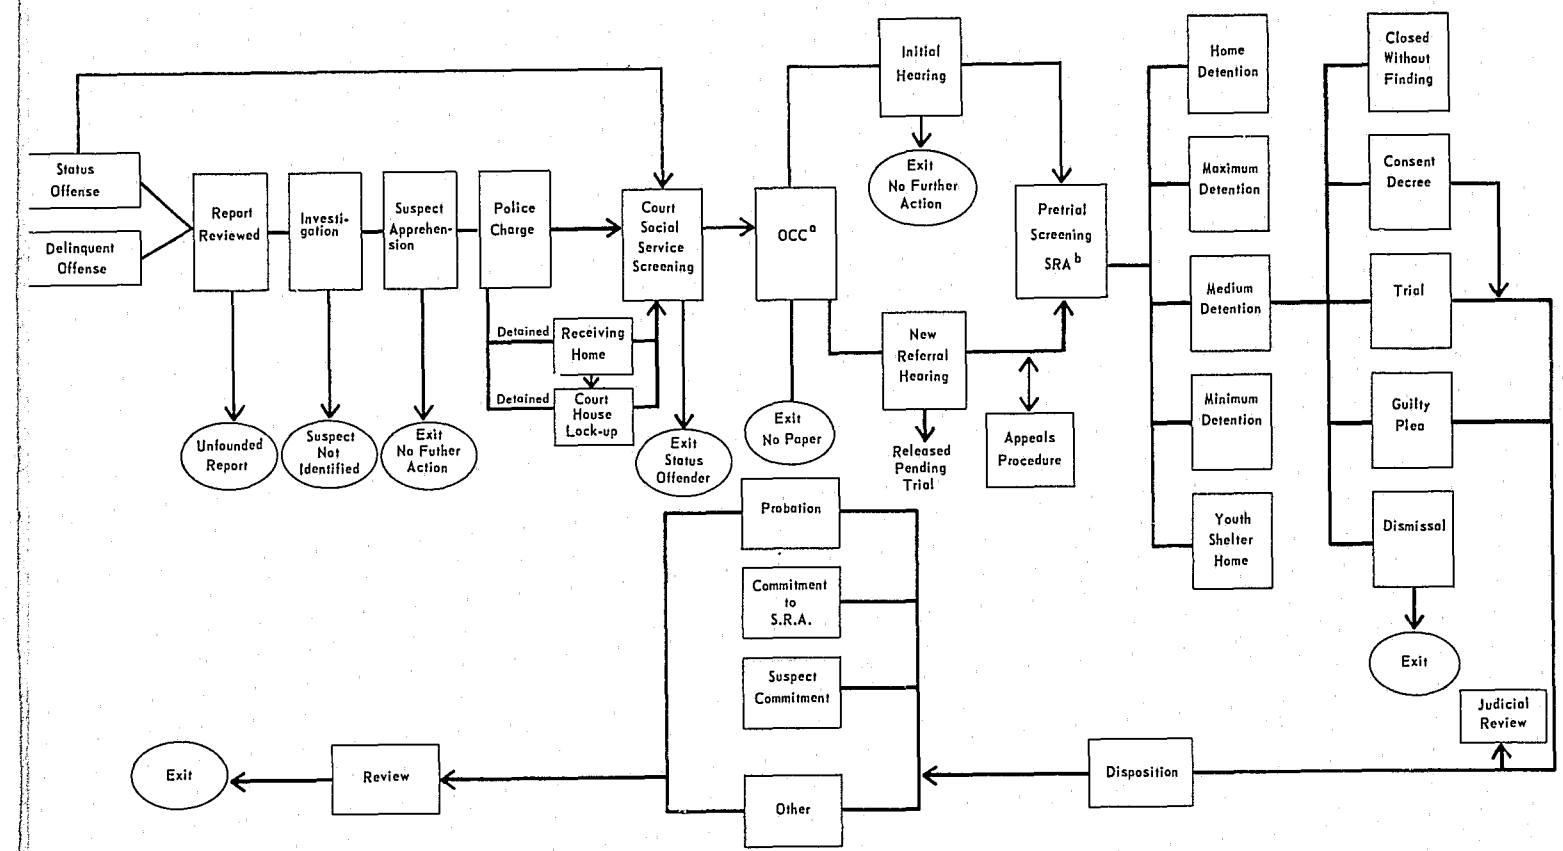 Status
Offense
Delinquent
Offense
Report
Reviewed
Investi-
gation
Suspect
Apprehen-
sion
Police
Charge
Court
Social
Service
Screening
Detained
Receiving
Home
Detained
Court
House
Lock-up
Unfounded
Report
Suspect
Not
Identified
Exit
No Futher
Action
Exit
Status
Offender
OCCa
Exit
No Paper
Initial
Hearing
Exit
No Further
Action
New
Referral
Hearing
Released
Pending
Trial
Appeals
Procedure
Pretrial
Screening
SRAb
Home
Detention
Maximum
Detention
Medium
Detention
Minimum
Detention
Youth
Shelter
Home
Closed
Without
Finding
Consent
Decree
Trial
Guilty
Plea
Dismissal
Exit
Judicial
Review
Disposition
Probation
Commitment
to
S.R.A.
Suspect
Commitment
Other
Review
Exit